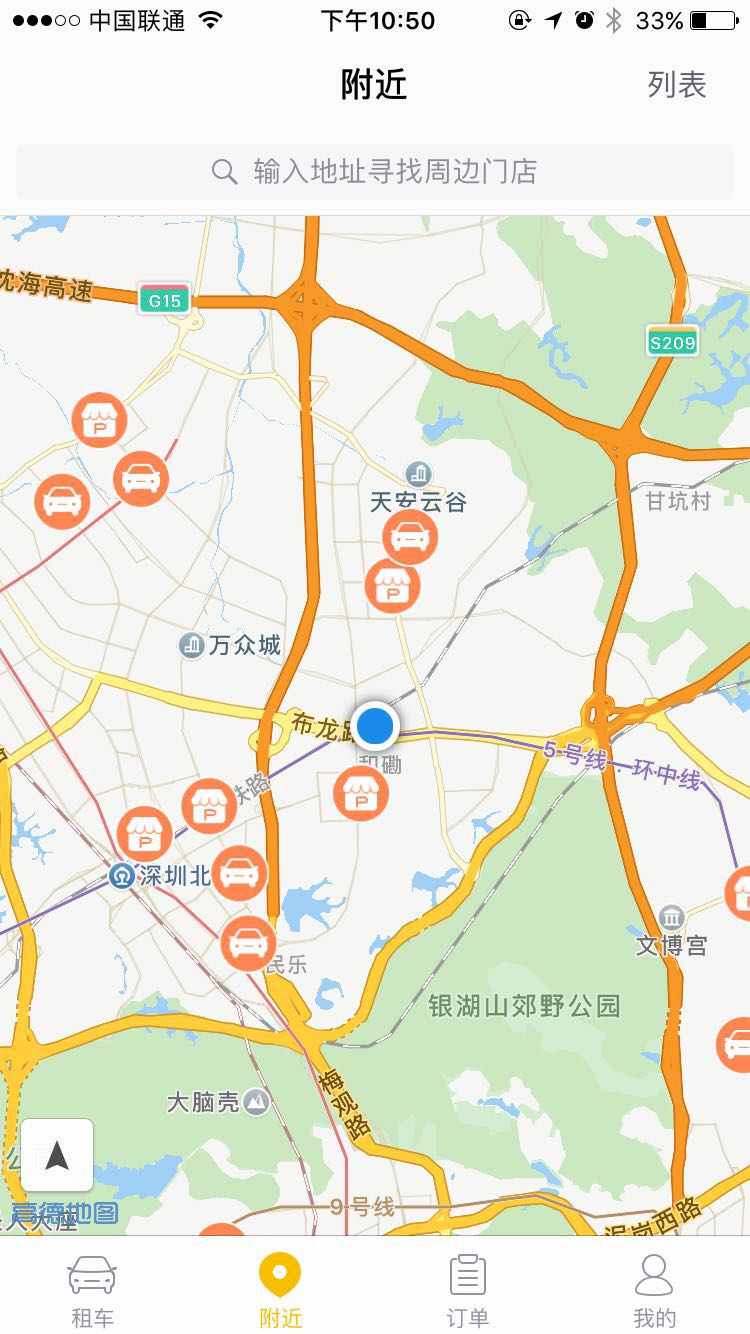 中国联通 下午10:50 33%
附近 列表
输入地址寻找周边门店
沈海高速 G15
S209
P
天安云谷
甘坑村
P
万众城
布龙路
5号线·环中线
和磡
P
铁路
P
P
深圳北
文博宫
民乐
银湖山郊野公园
梅观路
大脑壳
高德地图
9号线
泥岗西路
租车 附近 订单 我的